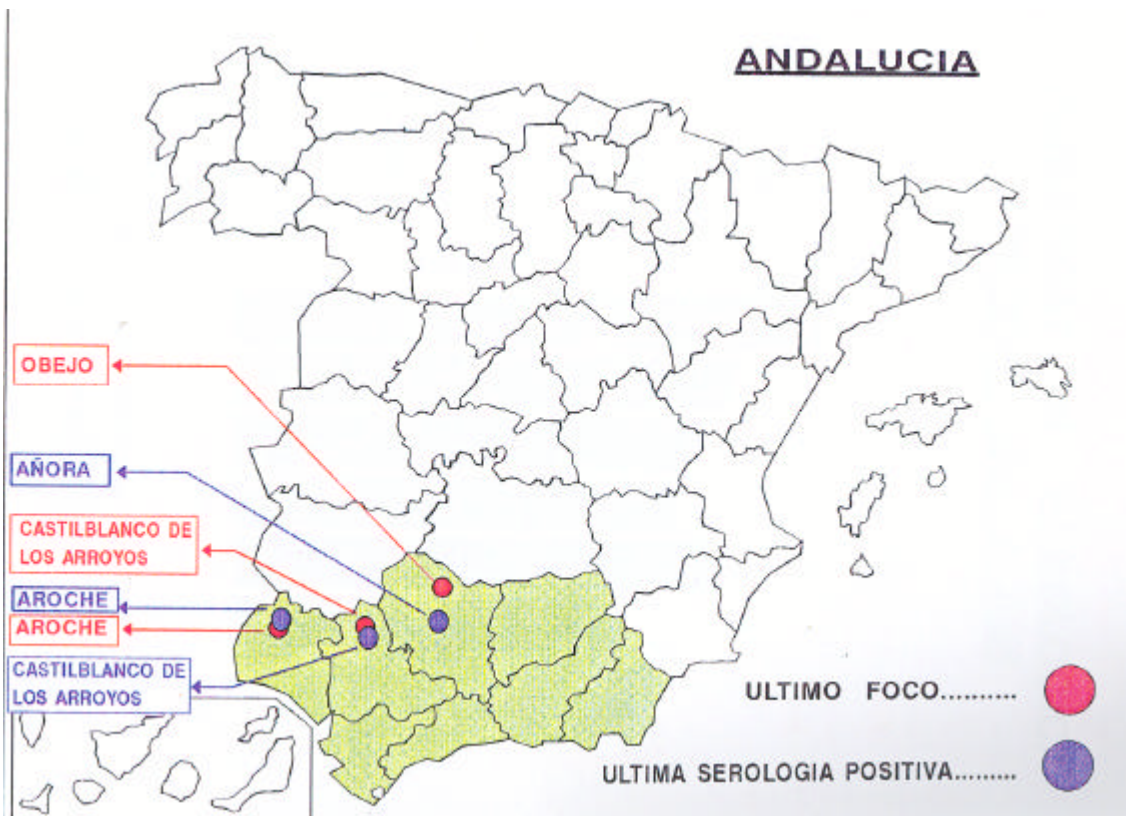 ANDALUCIA
OBEJO
AÑORA
CASTILBLANCO DE
LOS ARROYOS
AROCHE
AROCHE
CASTILBLANCO DE
LOS ARROYOS
ULTIMO FOCO..........
ULTIMA SEROLOGIA POSITIVA.........